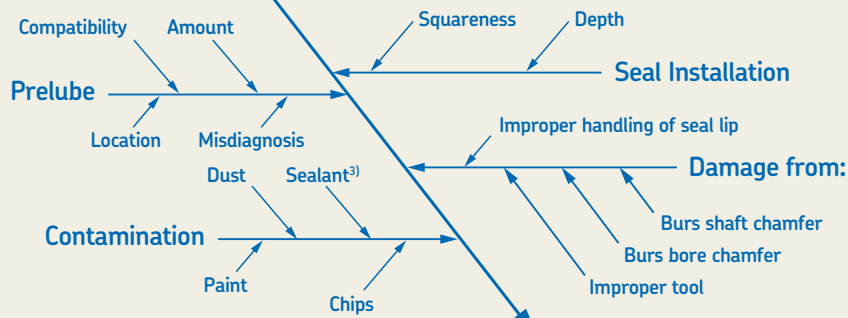 Compatibility
Amount
Squareness
Depth
Prelube
Seal Installation
Location
Misdiagnosis
Improper handling of seal lip
Dust
Sealant³⁾
Damage from:
Contamination
Burs shaft chamfer
Burs bore chamfer
Paint
Improper tool
Chips